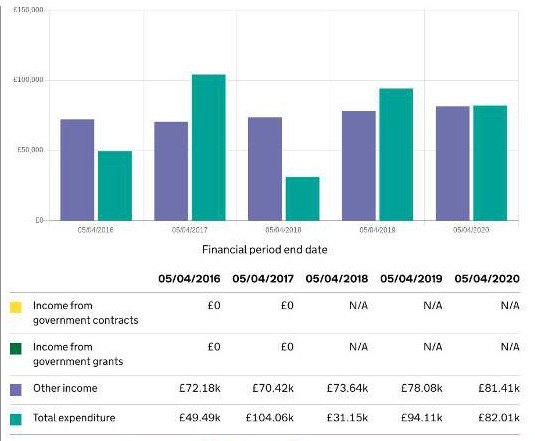 £150,000
£100,000
£50,000
£0
05/04/2016 05/04/2017 05/04/2018 05/04/2019 05/04/2020
Financial period end date
05/04/2016 05/04/2017 05/04/2018 05/04/2019 05/04/2020
Income from £0 £0 N/A N/A N/A
government contracts
Income from £0 £0 N/A N/A N/A
government grants
Other income £72.18k £70.42k £73.64k £78.08k £81.41k
Total expenditure £49.49k £104.06k £31.15k £94.11k £82.01k